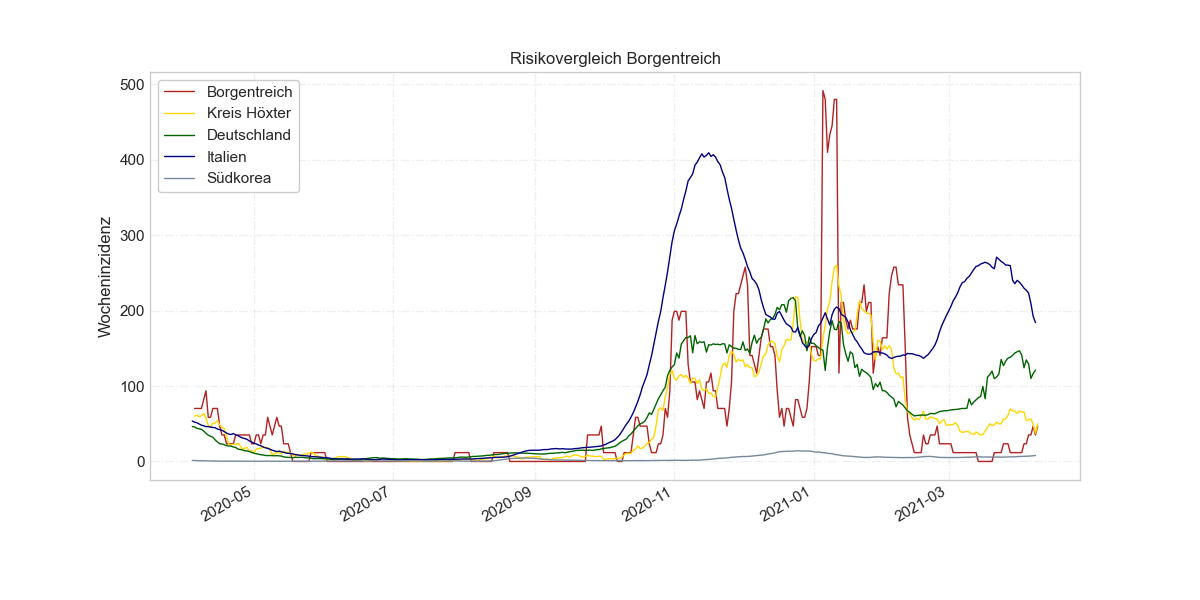 Risikovergleich Borgentreich
Wocheninzidenz
500
400
300
200
100
0
Borgentreich
Kreis Höxter
Deutschland
Italien
Südkorea
2020-05
2020-07
2020-09
2020-11
2021-01
2021-03